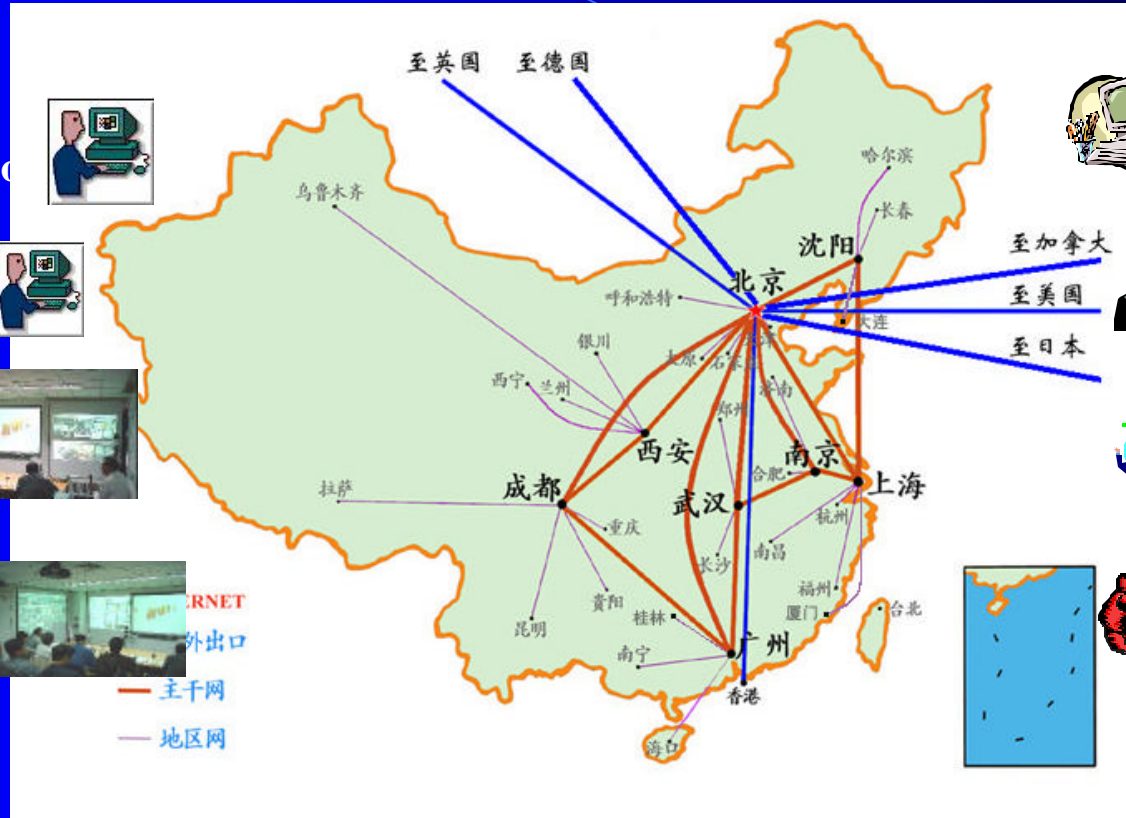 至英国
至德国
哈尔滨
乌鲁木齐
长春
沈阳
至加拿大
北京
呼和浩特
至美国
大连
银川
至日本
太原
石家庄
西宁
兰州
济南
郑州
西安
南京
合肥
成都
武汉
上海
拉萨
杭州
重庆
南昌
长沙
福州
貴阳
ERNET
厦门
台北
桂林
昆明
外出口
广州
南宁
主干网
香港
地区网
海口